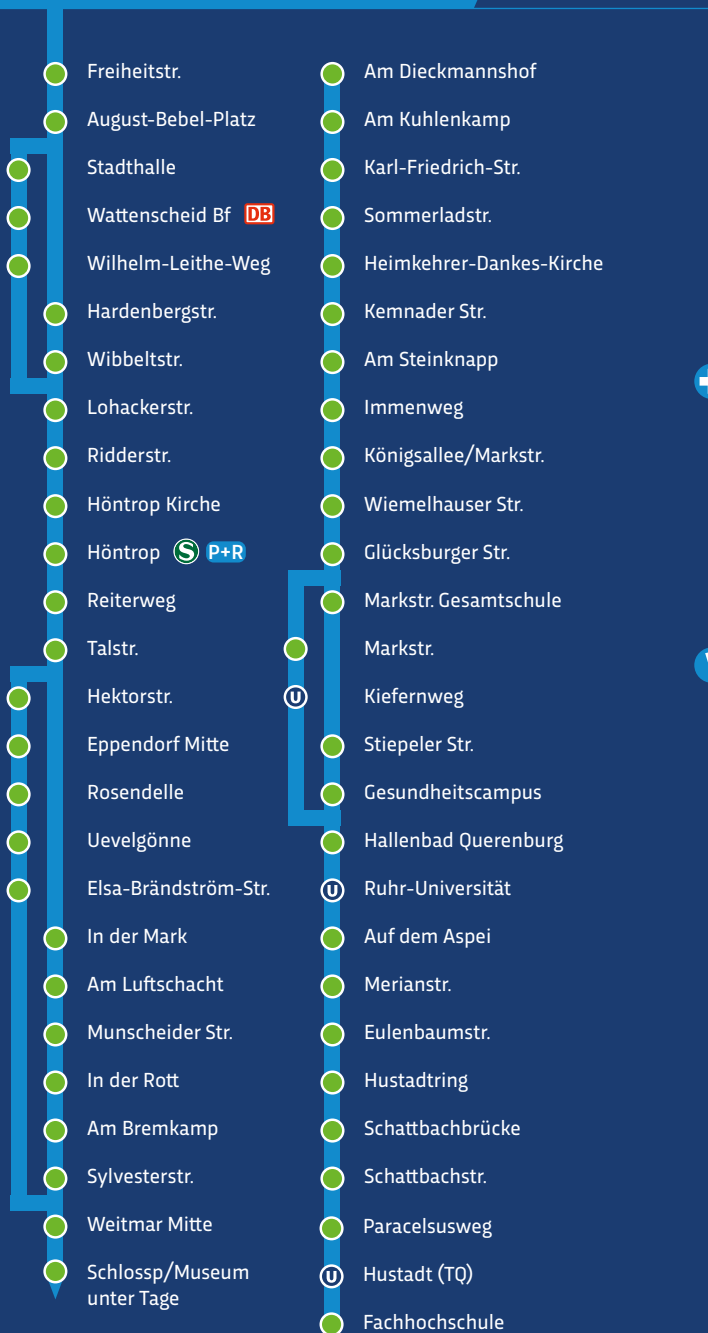 Freiheitstr.
August-Bebel-Platz
Stadthalle
Wattenscheid Bf DB
Wilhelm-Leithe-Weg
Hardenbergstr.
Wibbeltstr.
Lohackerstr.
Ridderstr.
Höntrop Kirche
Höntrop S P+R
Reiterweg
Talstr.
Hektorstr.
Eppendorf Mitte
Rosendelle
Uevelgönne
Elsa-Brändström-Str.
In der Mark
Am Luftschacht
Munscheider Str.
In der Rott
Am Bremkamp
Sylvesterstr.
Weitmar Mitte
Schlossp/Museum
unter Tage
Am Dieckmannshof
Am Kuhlenkamp
Karl-Friedrich-Str.
Sommerladstr.
Heimkehrer-Dankes-Kirche
Kemnader Str.
Am Steinknapp
Immenweg
Königsallee/Markstr.
Wiemelhauser Str.
Glücksburger Str.
Markstr. Gesamtschule
Markstr.
U Kiefernweg
Stiepeler Str.
Gesundheitscampus
Hallenbad Querenburg
U Ruhr-Universität
Auf dem Aspei
Merianstr.
Eulenbaumstr.
Hustadtring
Schattbachbrücke
Schattbachstr.
Paracelsusweg
U Hustadt (TQ)
Fachhochschule